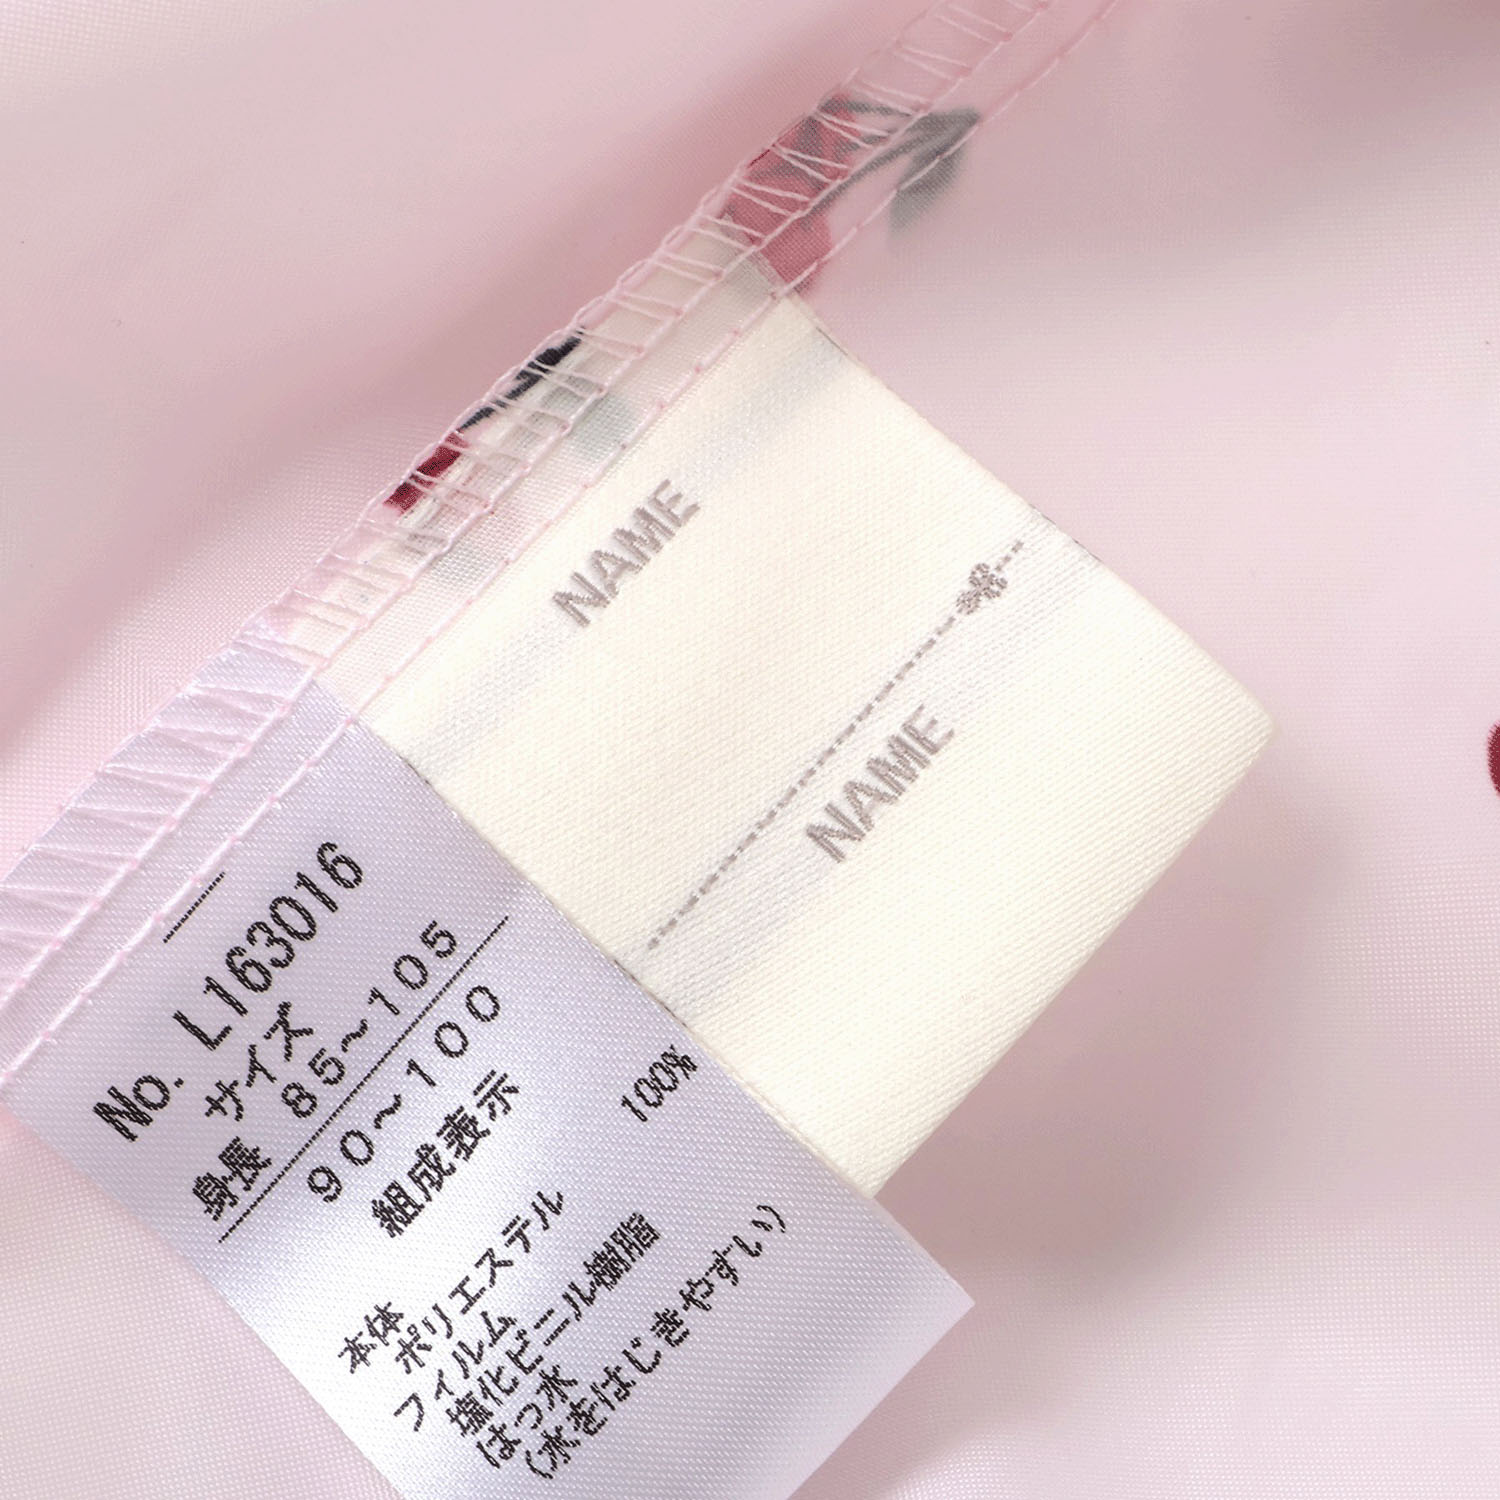 NAME
NAME
No. L163016
サイズ
身長 85〜105
90〜100
組成表示
本体
ポリエステル 100%
フィルム
塩化ビニル樹脂
はっ水
(水をはじきやすい)